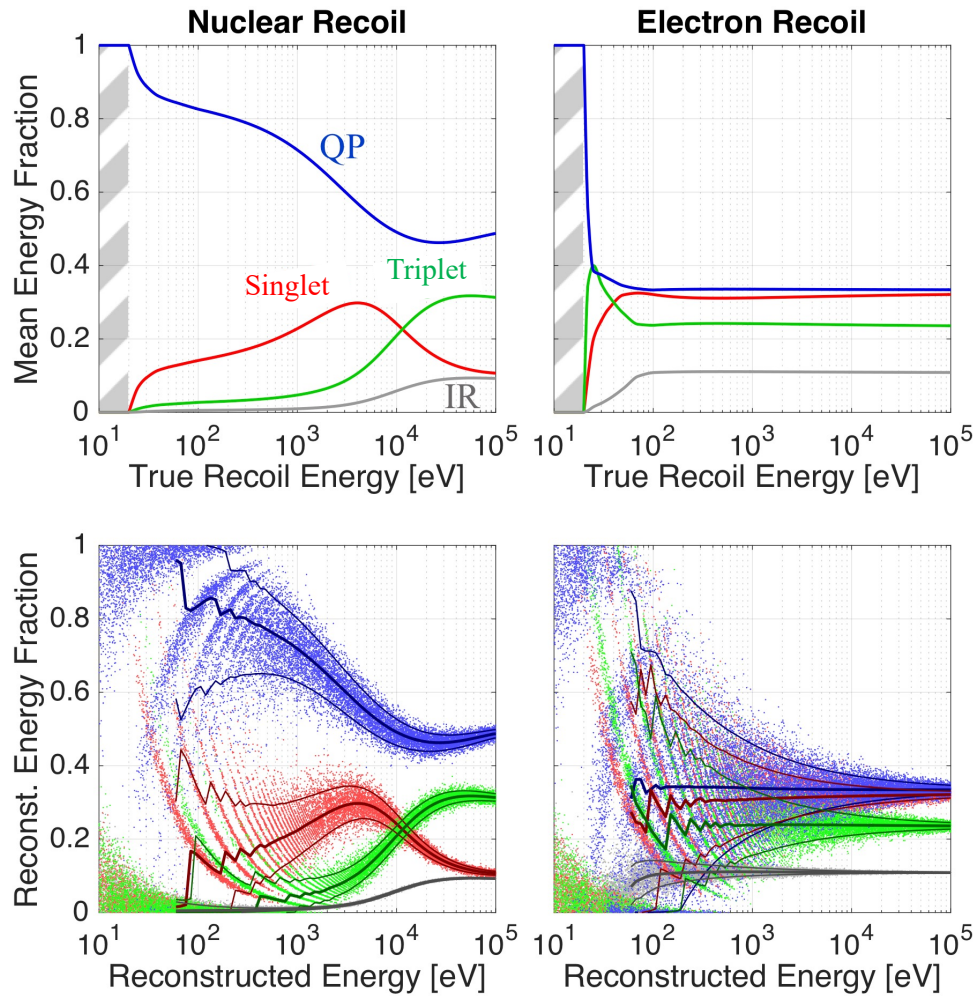 Nuclear Recoil
Electron Recoil
Mean Energy Fraction
1
0.8
0.6
0.4
0.2
0
QP
Singlet
Triplet
IR
10^1 10^2 10^3 10^4 10^5
True Recoil Energy [eV]
10^1 10^2 10^3 10^4 10^5
True Recoil Energy [eV]
Reconst. Energy Fraction
1
0.8
0.6
0.4
0.2
0
10^1 10^2 10^3 10^4 10^5
Reconstructed Energy [eV]
10^1 10^2 10^3 10^4 10^5
Reconstructed Energy [eV]